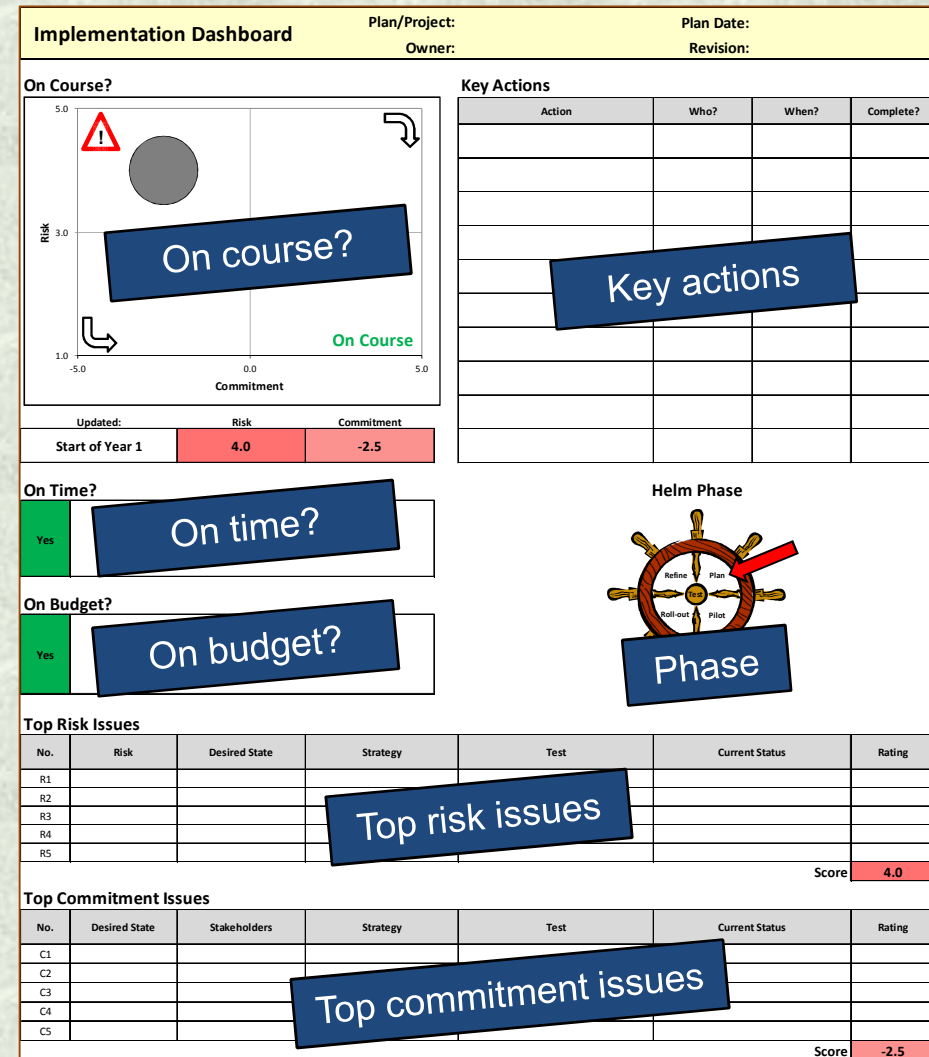 Implementation Dashboard
Plan/Project:
Plan Date:
Owner:
Revision:
On Course?
5.0
!
Risk
3.0
On course?
On Course
1.0
-5.0 0.0 5.0
Commitment
Updated: Risk Commitment
Start of Year 1 4.0 -2.5
Key Actions
Action Who? When? Complete?
Key actions
On Time?
Yes
On time?
On Budget?
Yes
On budget?
Helm Phase
Refine Plan
Test
Roll-out Pilot
Phase
Top Risk Issues
No. Risk Desired State Strategy Test Current Status Rating
R1
R2
R3
R4
R5
Top risk issues
Score 4.0
Top Commitment Issues
No. Desired State Stakeholders Strategy Test Current Status Rating
C1
C2
C3
C4
C5
Top commitment issues
Score -2.5